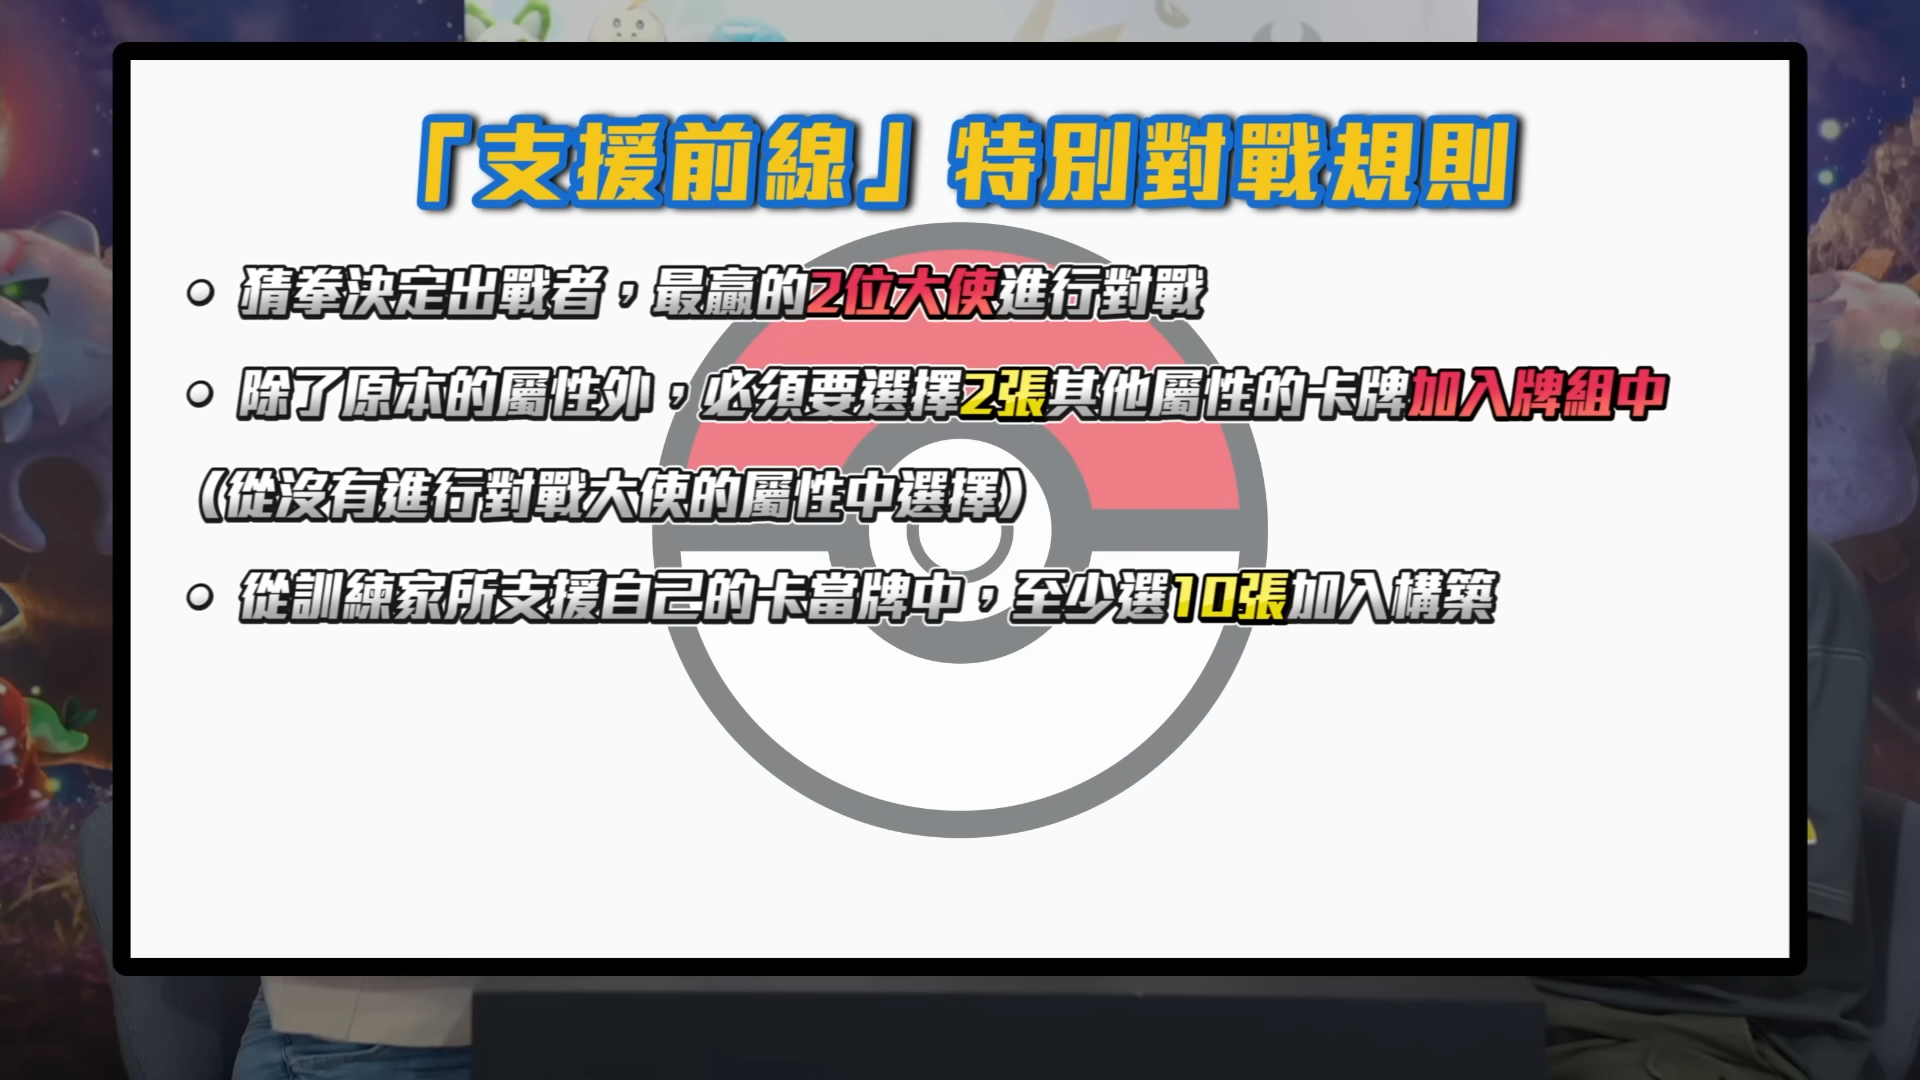 「支援前線」特別對戰規則
• 猜拳決定出戰者，最贏的2位大使進行對戰
• 除了原本的屬性外，必須要選擇2張其他屬性的卡牌加入牌組中
（從沒有進行對戰大使的屬性中選擇）
• 從訓練家所支援自己的卡當牌中，至少選10張加入構築